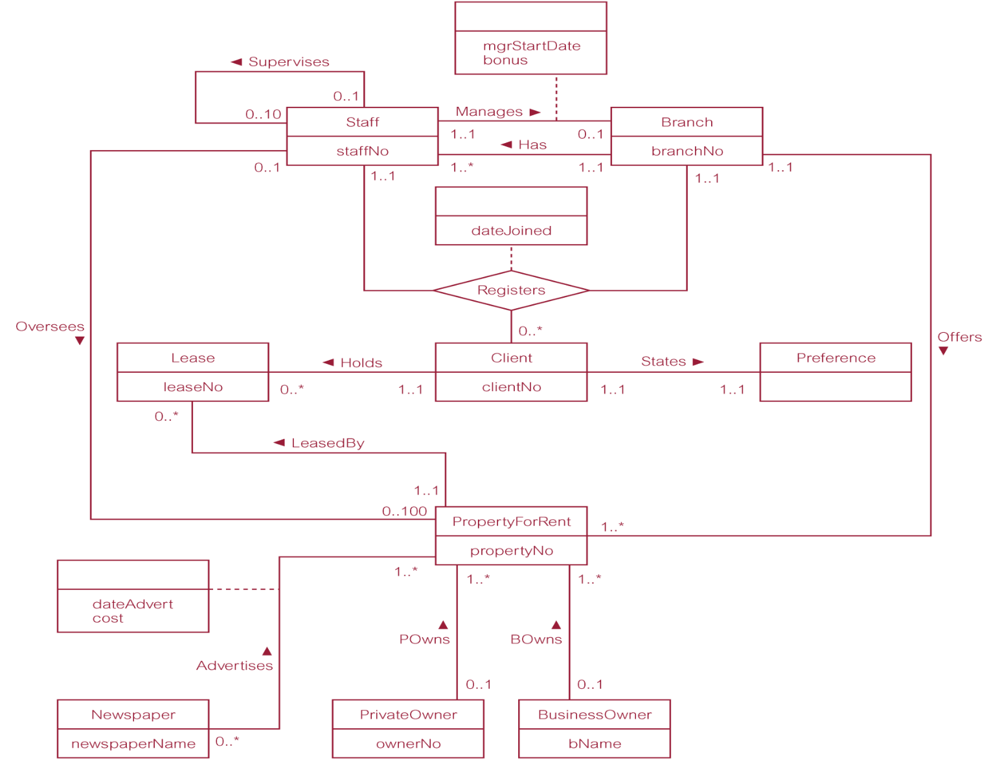 mgrStartDate
bonus
◄ Supervises
0..1
0..10
Staff
staffNo
Manages ►
1..1
0..1
◄ Has
1..*
1..1
Branch
branchNo
0..1
1..1
1..1
1..1
dateJoined
Registers
0..*
Oversees
▼
Offers
▼
Lease
leaseNo
◄ Holds
0..*
1..1
Client
clientNo
States ►
1..1
1..1
Preference
0..*
◄ LeasedBy
1..1
0..100
PropertyForRent
propertyNo
1..*
1..*
1..*
1..*
dateAdvert
cost
▲
POwns
▲
BOwns
▲
Advertises
0..1
0..1
Newspaper
newspaperName
0..*
PrivateOwner
ownerNo
BusinessOwner
bName